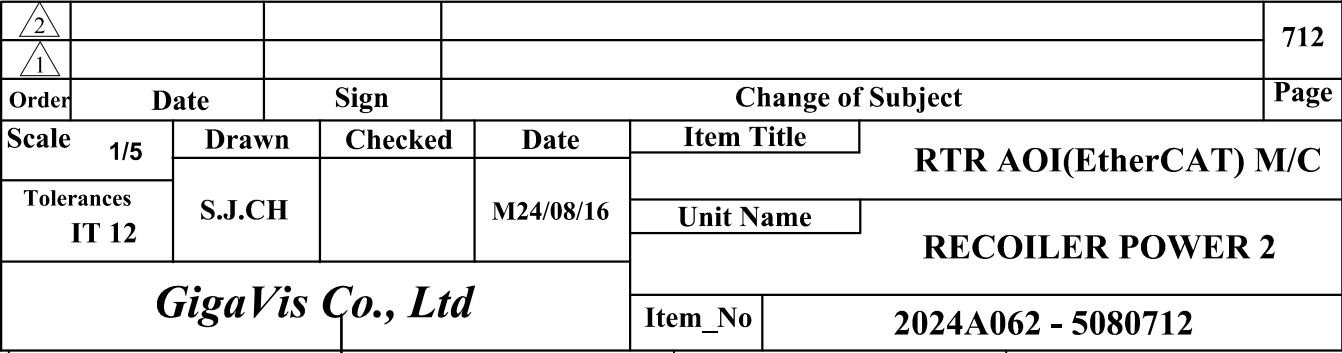 2
712
1
Order Date Sign Change of Subject Page
Scale 1/5 Drawn Checked Date Item Title
RTR AOI(EtherCAT) M/C
Tolerances
IT 12
S.J.CH M24/08/16
Unit Name
RECOILER POWER 2
GigaVis Co., Ltd
Item_No 2024A062 - 5080712